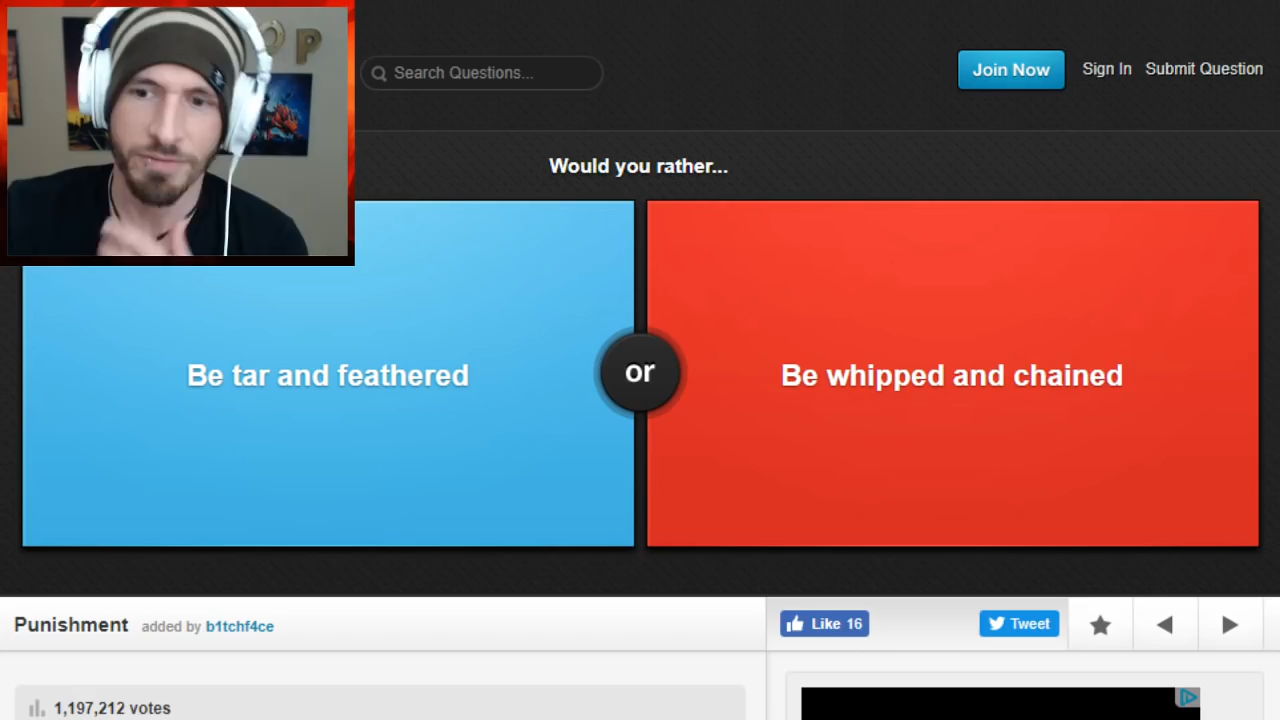 OP
Search Questions...
Join Now
Sign In
Submit Question
Would you rather...
Be tar and feathered
or
Be whipped and chained
Punishment added by b1tchf4ce
Like 16
Tweet
1,197,212 votes